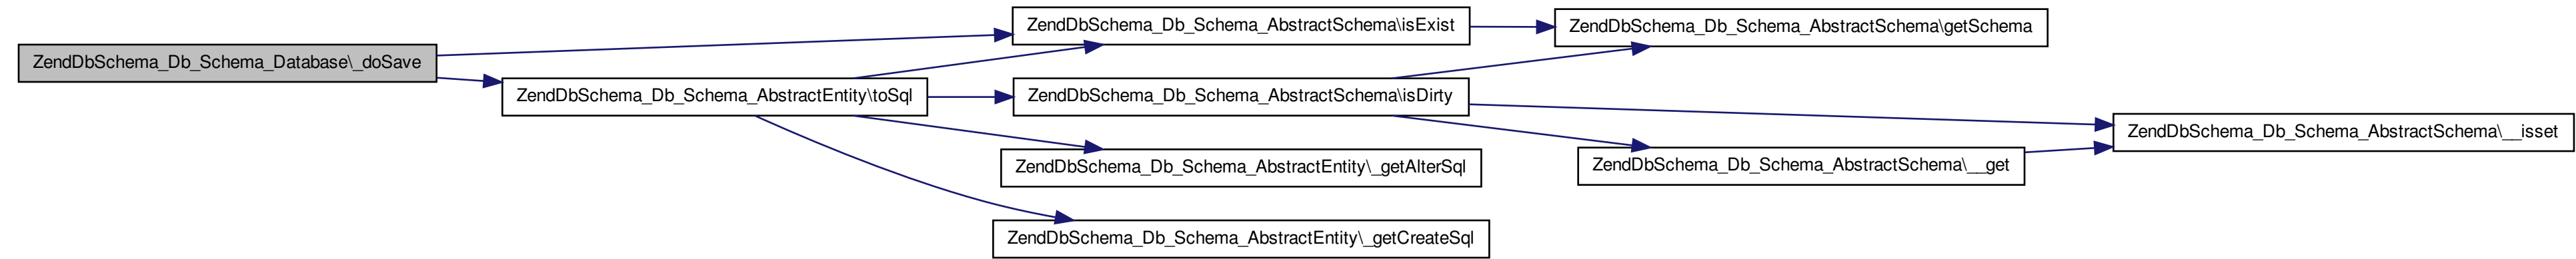 ZendDbSchema_Db_Schema_Database\_doSave
ZendDbSchema_Db_Schema_AbstractEntity\toSql
ZendDbSchema_Db_Schema_AbstractSchema\isExist
ZendDbSchema_Db_Schema_AbstractSchema\isDirty
ZendDbSchema_Db_Schema_AbstractEntity\_getAlterSql
ZendDbSchema_Db_Schema_AbstractEntity\_getCreateSql
ZendDbSchema_Db_Schema_AbstractSchema\getSchema
ZendDbSchema_Db_Schema_AbstractSchema\__get
ZendDbSchema_Db_Schema_AbstractSchema\__isset